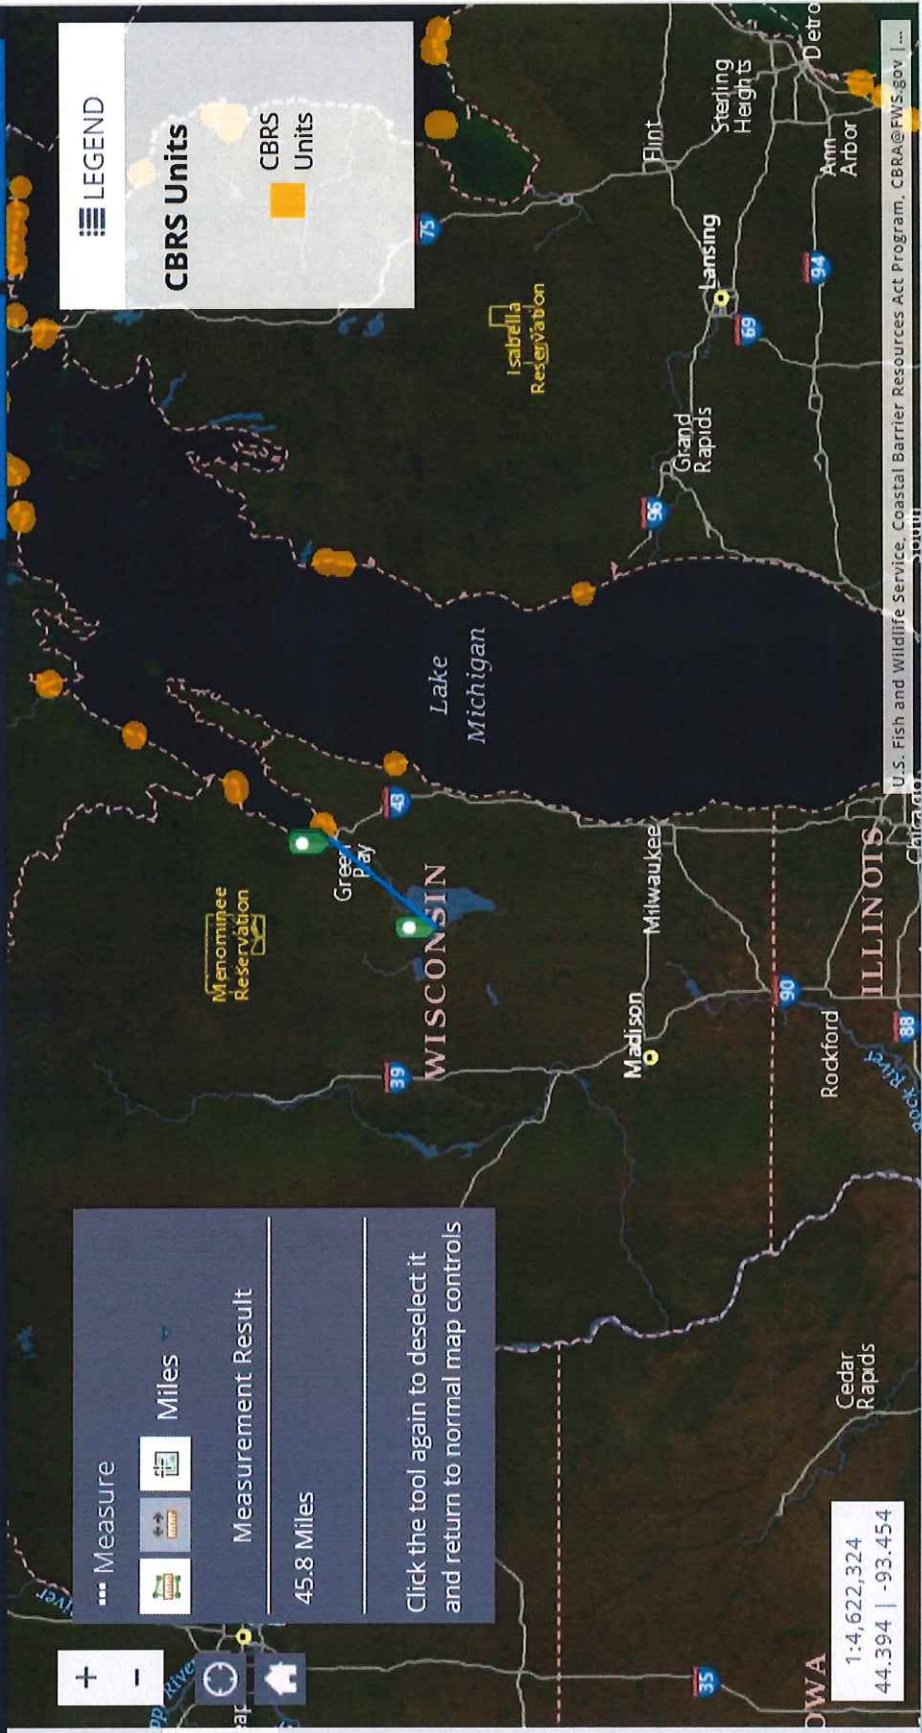 Measure
Miles
Measurement Result
45.8 Miles
Click the tool again to deselect it
and return to normal map controls
+
−
LEGEND
CBRS Units
CBRS
Units
Menominee
Reservation
Green
Bay
WISCONSIN
43
39
Lake
Michigan
Isabella
Reservation
75
Flint
Sterling
Heights
Lansing
69
Grand
Rapids
96
94
Ann
Arbor
Milwaukee
Madison
90
Rockford
ILLINOIS
88
Rock River
Cedar
Rapids
35
1:4,622,324
44.394 | -93.454
U.S. Fish and Wildlife Service, Coastal Barrier Resources Act Program, CBRA@FWS.gov |...